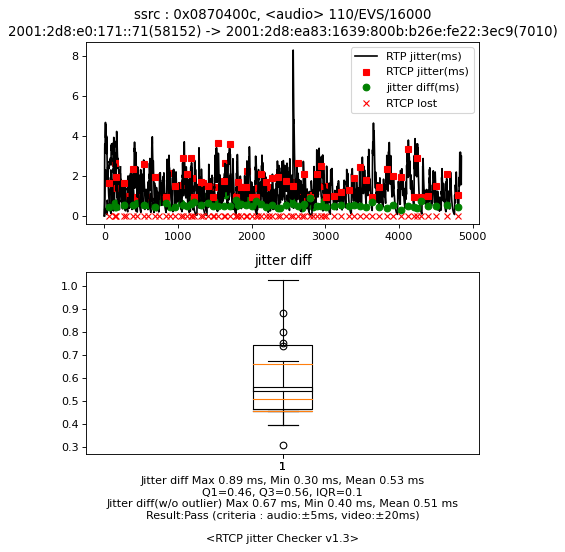 ssrc : 0x0870400c, <audio> 110/EVS/16000
2001:2d8:e0:171::71(58152) -> 2001:2d8:ea83:1639:800b:b26e:fe22:3ec9(7010)
RTP jitter(ms)
RTCP jitter(ms)
jitter diff(ms)
RTCP lost
8
6
4
2
0
0 1000 2000 3000 4000 5000
jitter diff
1.0
0.9
0.8
0.7
0.6
0.5
0.4
0.3
1
Jitter diff Max 0.89 ms, Min 0.30 ms, Mean 0.53 ms
Q1=0.46, Q3=0.56, IQR=0.1
Jitter diff(w/o outlier) Max 0.67 ms, Min 0.40 ms, Mean 0.51 ms
Result:Pass (criteria : audio:±5ms, video:±20ms)
<RTCP jitter Checker v1.3>